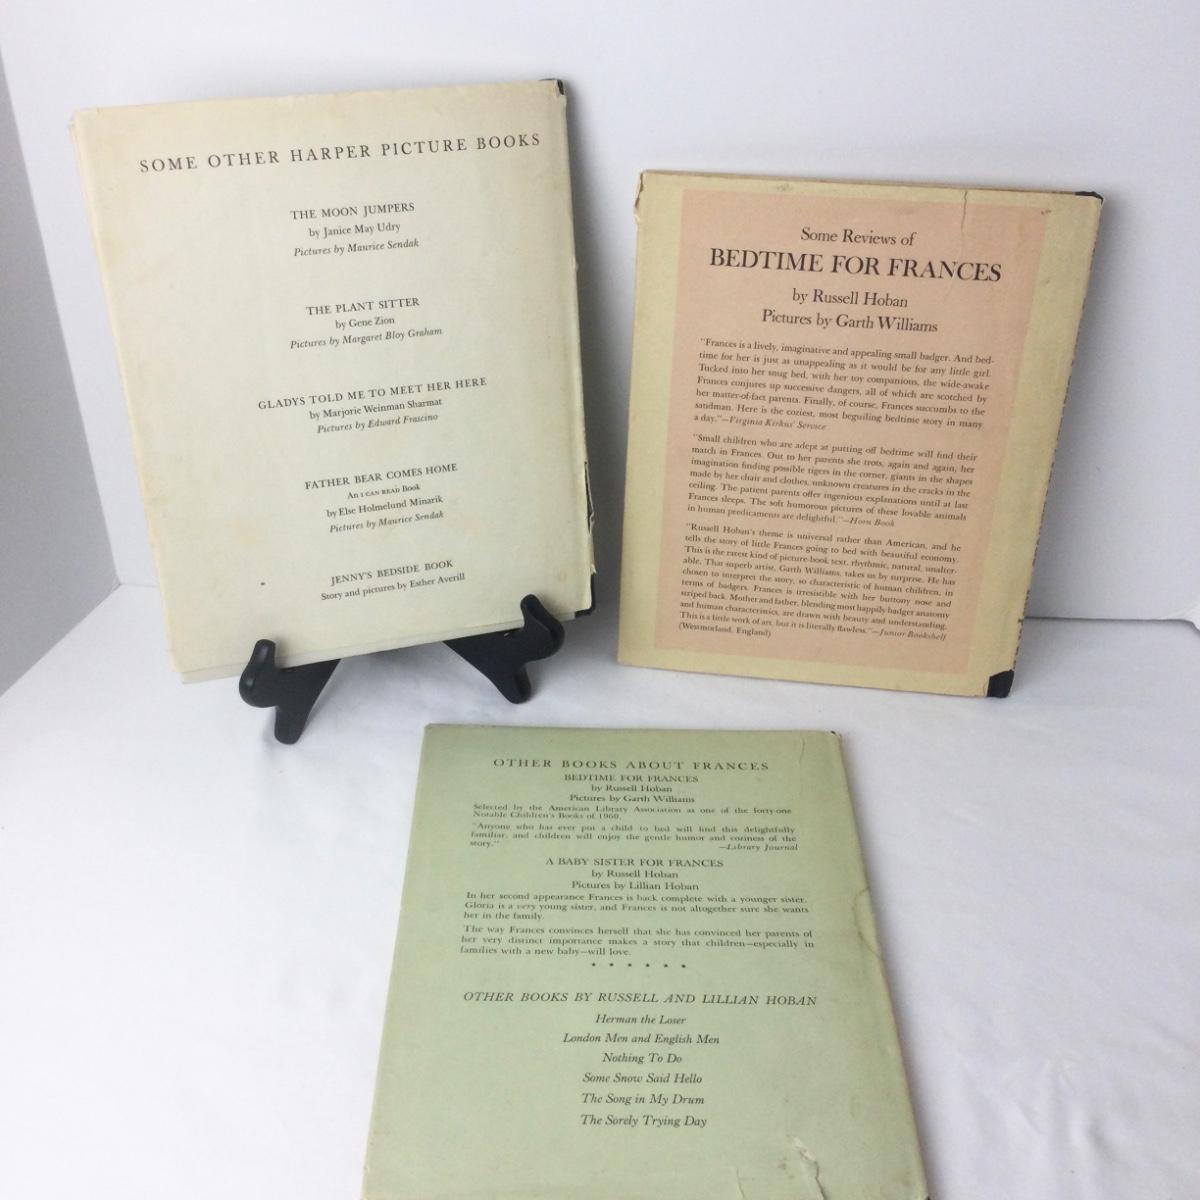 SOME OTHER HARPER PICTURE BOOKS
THE MOON JUMPERS
by Janice May Udry
Pictures by Maurice Sendak
THE PLANT SITTER
by Gene Zion
Pictures by Margaret Bloy Graham
GLADYS TOLD ME TO MEET HER HERE
by Marjorie Weinman Sharmat
Pictures by Edward Frascino
FATHER BEAR COMES HOME
An I CAN READ Book
by Else Holmelund Minarik
Pictures by Maurice Sendak
JENNY'S BEDSIDE BOOK
Story and pictures by Esther Averill
Some Reviews of
BEDTIME FOR FRANCES
by Russell Hoban
Pictures by Garth Williams
"Frances is a lively, imaginative and appealing small badger. And bed-
time for her is just as unappealing as it would be for any little girl.
Tucked into her snug bed, with her toy companions, the wide-awake
Frances conjures up successive dangers, all of which are scotched by
her matter-of-fact parents. Finally, of course, Frances succumbs to the
sandman. Here is the coziest, most beguiling bedtime story in many
a day."—Virginia Kirkus' Service
"Small children who are adept at putting off bedtime will find their
match in Frances. Out to her parents she trots, again and again, her
imagination finding possible tigers in the corner, giants in the shapes
made by her chair and clothes, unknown creatures in the cracks in the
ceiling. The patient parents offer ingenious explanations until at last
Frances sleeps. The soft humorous pictures of these lovable animals
in human predicaments are delightful."—Horn Book
"Russell Hoban's theme is universal rather than American, and he
tells the story of little Frances going to bed with beautiful economy.
This is the rarest kind of picture-book text, rhythmic, natural, unalter-
able. That superb artist, Garth Williams, takes us by surprise. He has
chosen to interpret the story, so characteristic of human children, in
terms of badgers. Frances is irresistible with her buttony nose and
striped back. Mother and father, blending most happily badger anatomy
and human characteristics, are drawn with beauty and understanding.
This is a little work of art, but it is literally flawless."—Junior Bookshelf
(Westmorland, England)
OTHER BOOKS ABOUT FRANCES
BEDTIME FOR FRANCES
by Russell Hoban
Pictures by Garth Williams
Selected by the American Library Association as one of the forty-one
Notable Children's Books of 1960.
"Anyone who has ever put a child to bed will find this delightfully
familiar, and children will enjoy the gentle humor and coziness of the
story."
—Library Journal
A BABY SISTER FOR FRANCES
by Russell Hoban
Pictures by Lillian Hoban
In her second appearance Frances is back complete with a younger sister.
Gloria is a very young sister, and Frances is not altogether sure she wants
her in the family.
The way Frances convinces herself that she has convinced her parents of
her very distinct importance makes a story that children—especially in
families with a new baby—will love.
* * * * * *
OTHER BOOKS BY RUSSELL AND LILLIAN HOBAN
Herman the Loser
London Men and English Men
Nothing To Do
Some Snow Said Hello
The Song in My Drum
The Sorely Trying Day